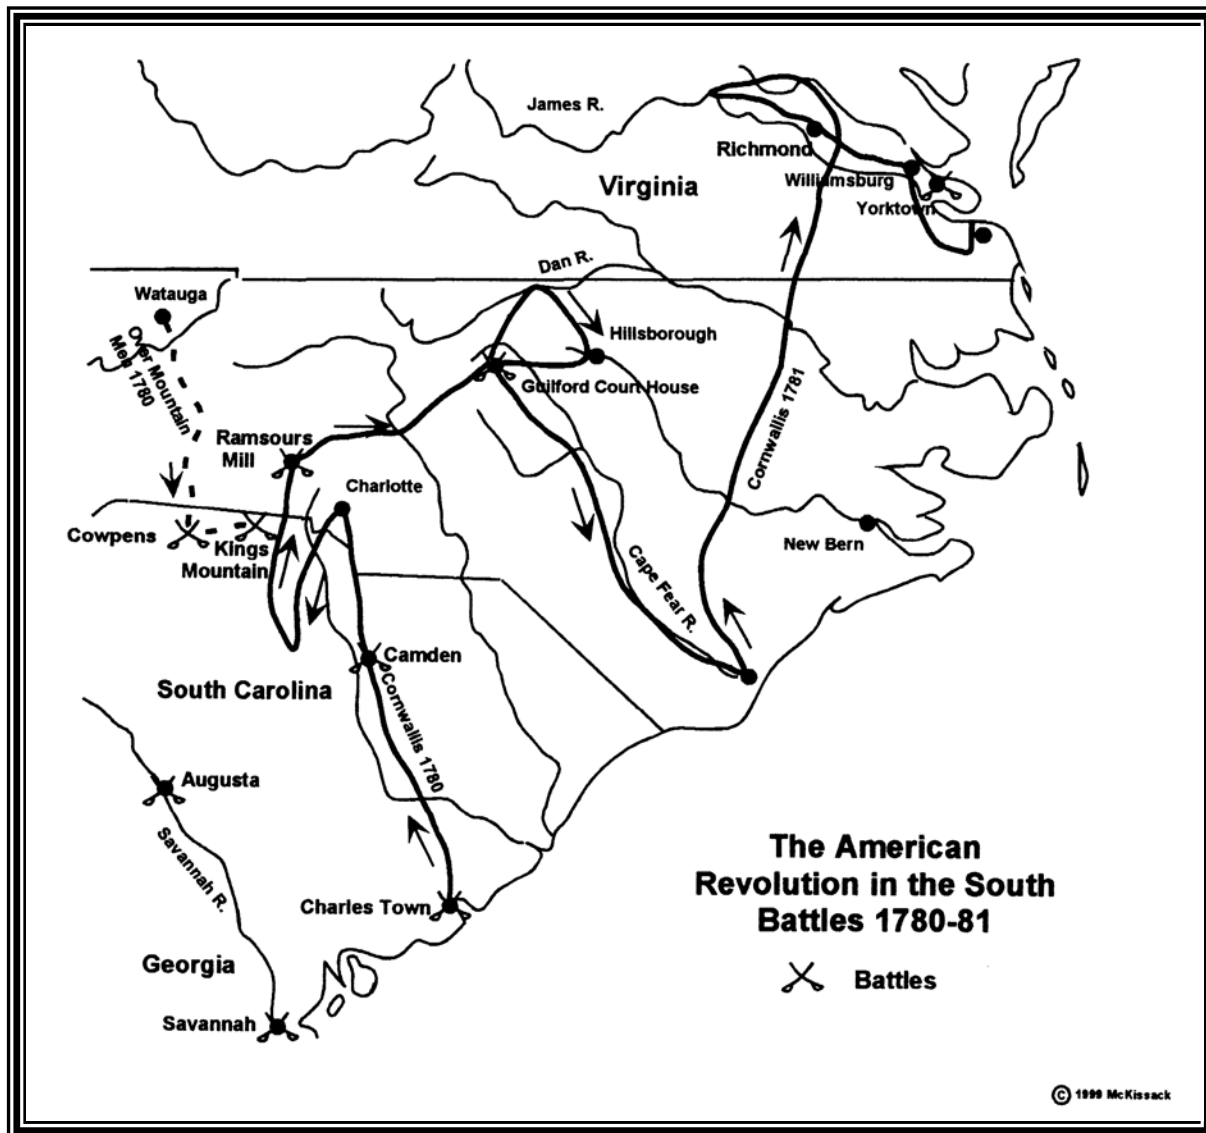 James R.
Richmond
Virginia
Williamsburg
Yorktown
Dan R.
Watauga
Over Mountain
Men 1780
Hillsborough
Guilford Court House
Cornwallis 1781
Ramsours
Mill
Charlotte
Cowpens
Kings
Mountain
New Bern
Cape Fear R.
Camden
South Carolina
Cornwallis 1780
Augusta
Savannah R.
Charles Town
Georgia
Savannah
The American
Revolution in the South
Battles 1780-81
Battles
© 1999 McKissack